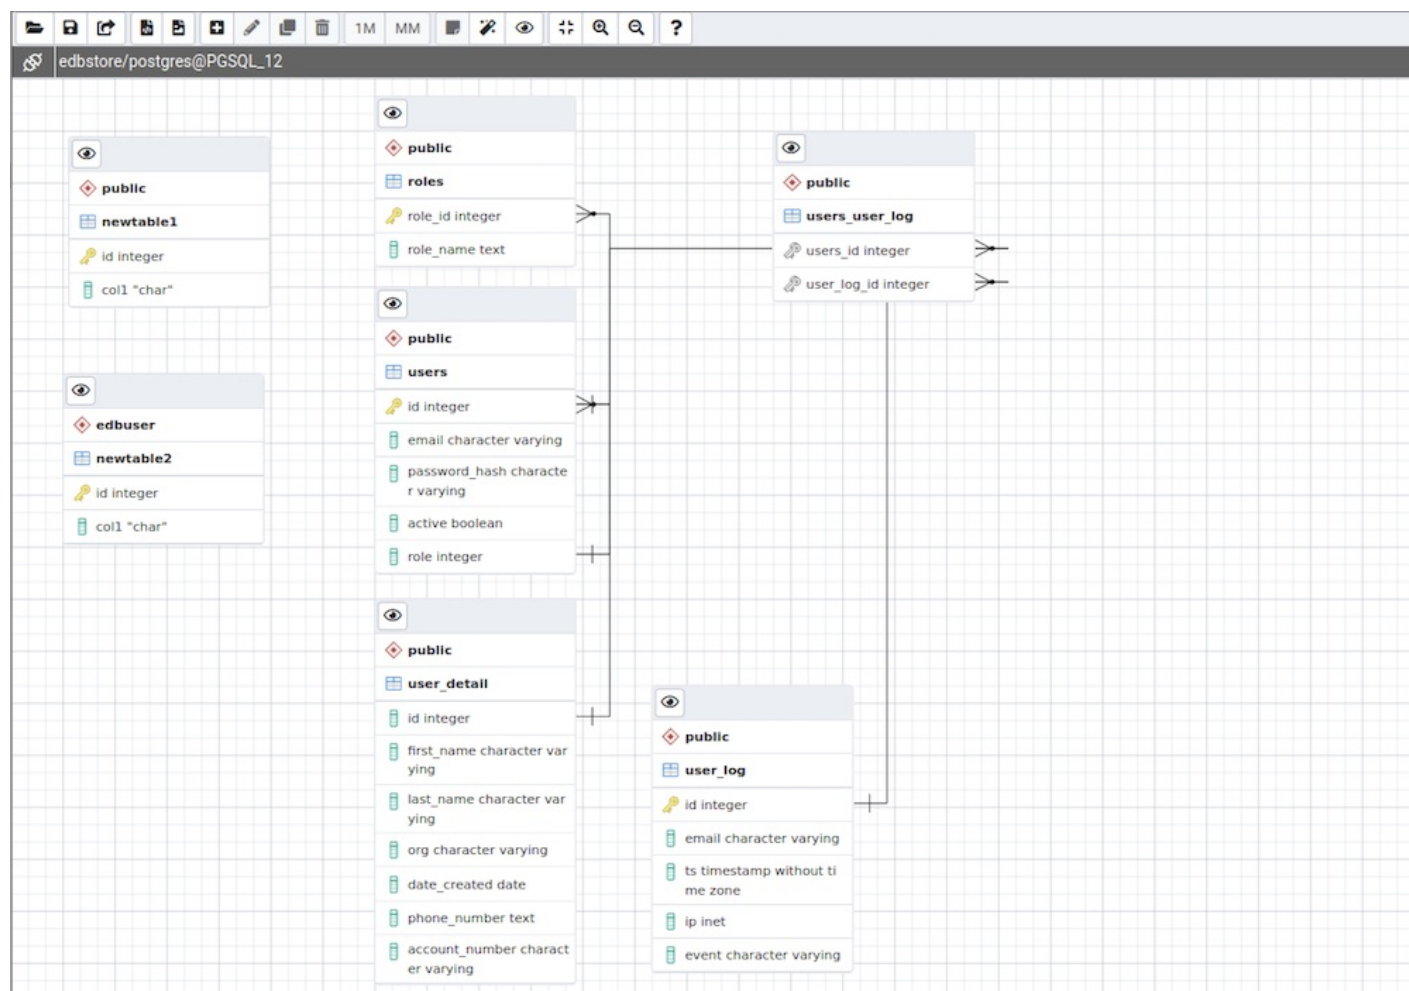 1M MM ?
edbstore/postgres@PGSQL_12
public
newtable1
id integer
col1 "char"
edbuser
newtable2
id integer
col1 "char"
public
roles
role_id integer
role_name text
public
users
id integer
email character varying
password_hash characte
r varying
active boolean
role integer
public
user_detail
id integer
first_name character var
ying
last_name character var
ying
org character varying
date_created date
phone_number text
account_number charact
er varying
public
users_user_log
users_id integer
user_log_id integer
public
user_log
id integer
email character varying
ts timestamp without ti
me zone
ip inet
event character varying